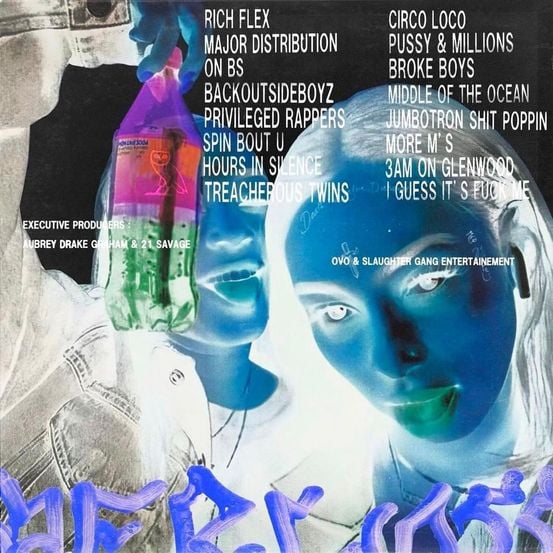 RICH FLEX
MAJOR DISTRIBUTION
ON BS
BACKOUTSIDEBOYZ
PRIVILEGED RAPPERS
SPIN BOUT U
HOURS IN SILENCE
TREACHEROUS TWINS
CIRCO LOCO
PUSSY & MILLIONS
BROKE BOYS
MIDDLE OF THE OCEAN
JUMBOTRON SHIT POPPIN
MORE M'S
3AM ON GLENWOOD
I GUESS IT'S FUCK ME
EXECUTIVE PRODUCERS :
AUBREY DRAKE GRAHAM & 21 SAVAGE
OVO & SLAUGHTER GANG ENTERTAINEMENT
HER LOSS